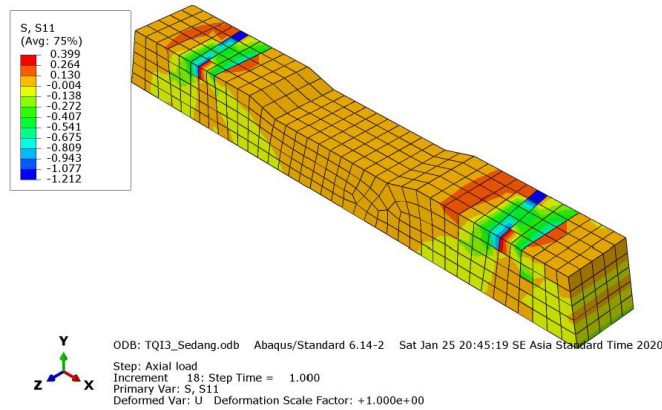 S, S11
(Avg: 75%)
0.399
0.264
0.130
-0.004
-0.138
-0.272
-0.407
-0.541
-0.675
-0.809
-0.943
-1.077
-1.212
Y
Z
X
ODB: TQI3_Sedang.odb Abaqus/Standard 6.14-2 Sat Jan 25 20:45:19 SE Asia Standard Time 2020
Step: Axial load
Increment 18: Step Time = 1.000
Primary Var: S, S11
Deformed Var: U Deformation Scale Factor: +1.000e+00